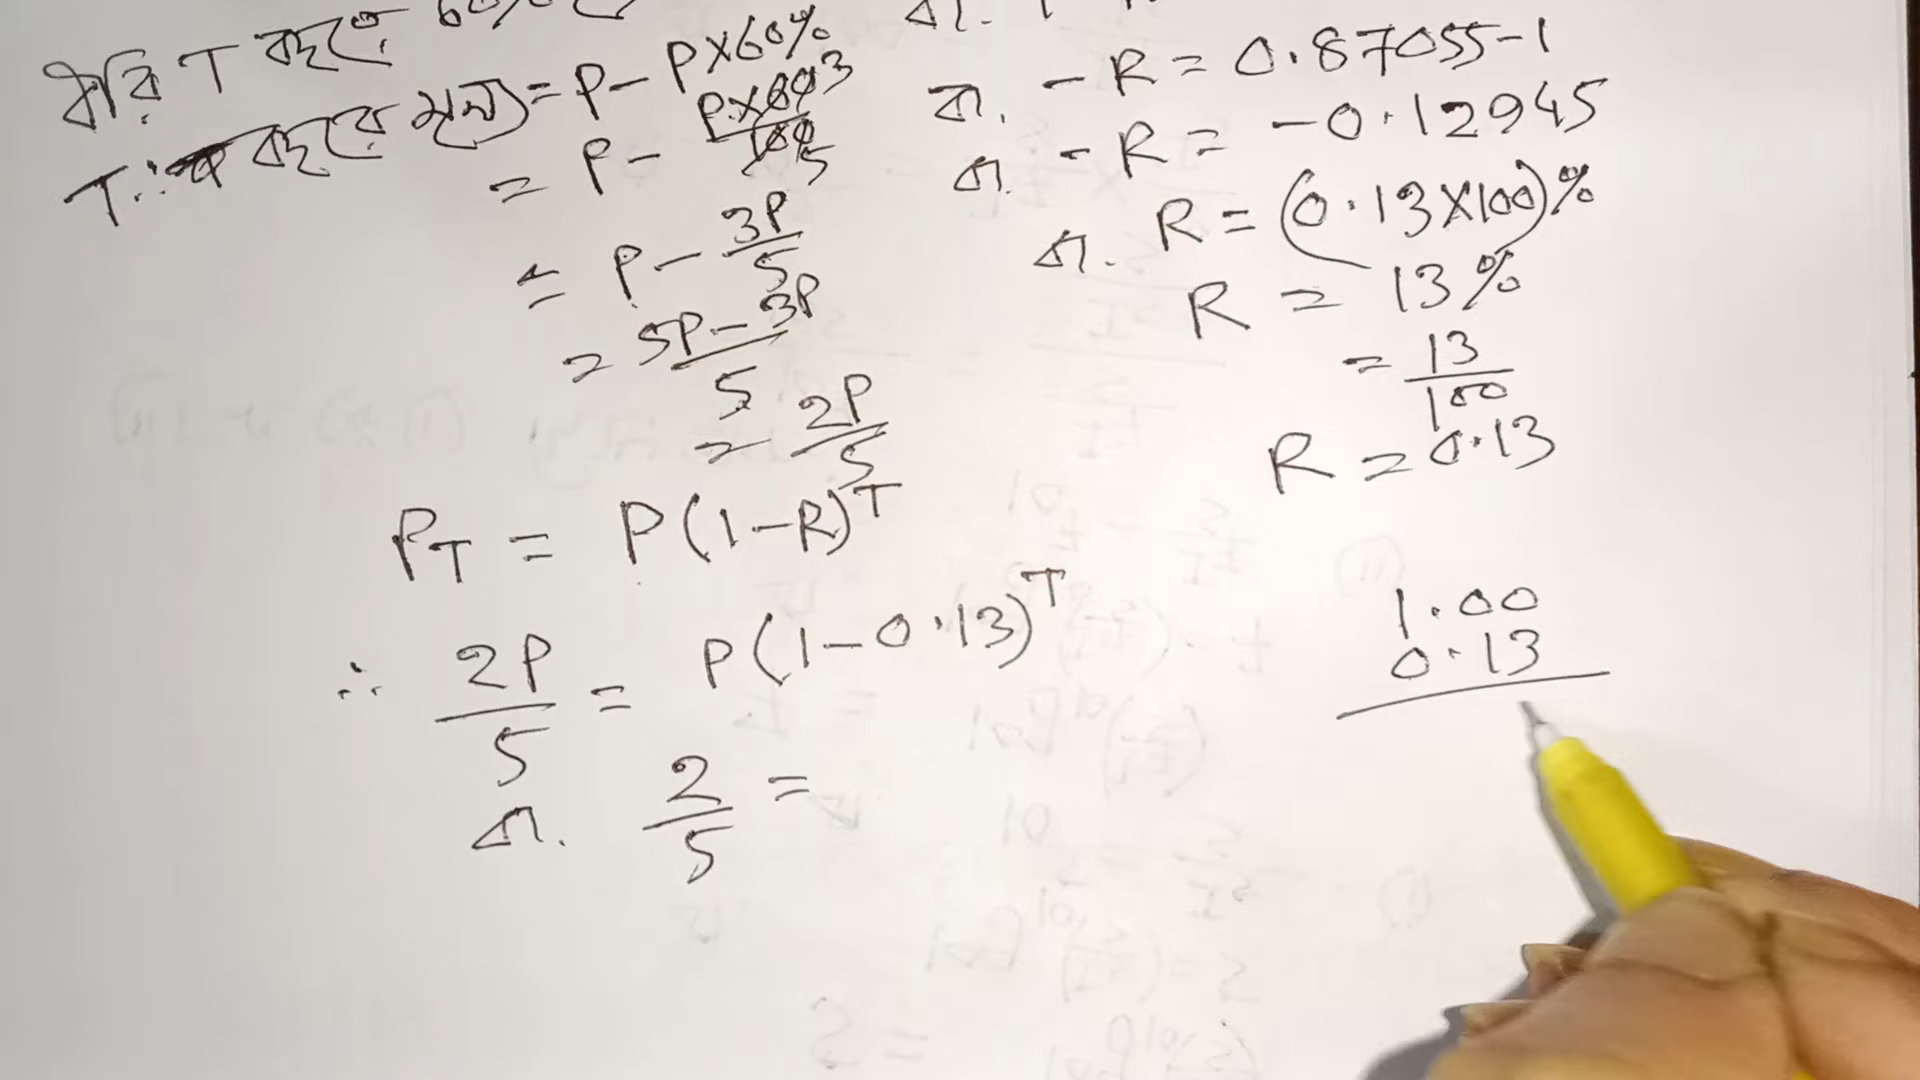 ধরি T বছরে 60%
T বছরে মূল্য = P - P×60%
= P - P×60 3 / 100 5
= P - 3P/5
= 5P - 3P / 5
= 2P/5
P_T = P(1-R)^T
∴ 2P/5 = P(1-0.13)^T
বা. 2/5 =
বা.
বা. -R = 0.87055-1
বা. -R = -0.12945
বা. R = (0.13×100)%
R = 13%
= 13/100
R = 0.13
1.00
0.13